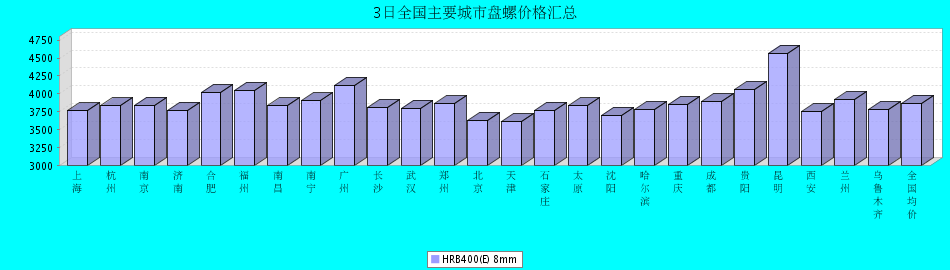 3日全国主要城市盘螺价格汇总
4750
4500
4250
4000
3750
3500
3250
3000
上海
杭州
南京
济南
合肥
福州
南昌
南宁
广州
长沙
武汉
郑州
北京
天津
石家庄
太原
沈阳
哈尔滨
重庆
成都
贵阳
昆明
西安
兰州
乌鲁木齐
全国均价
HRB400(E) 8mm